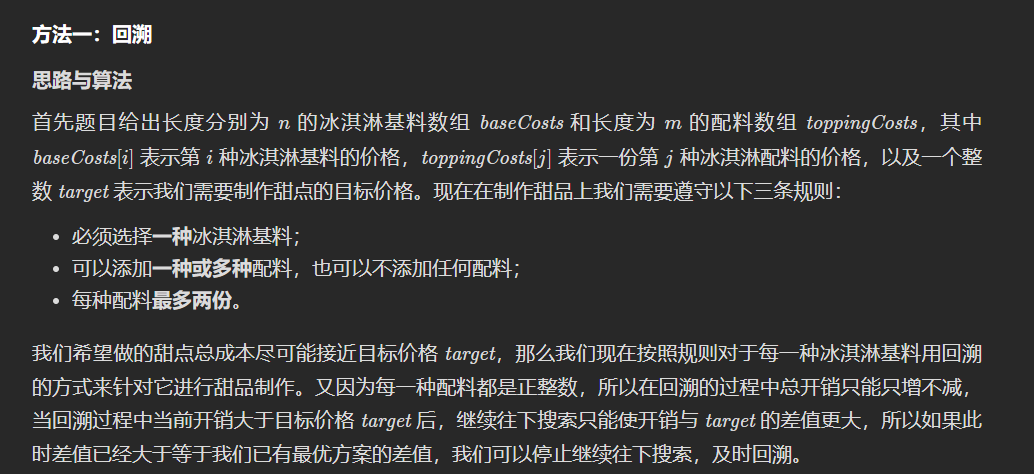 方法一：回溯
思路与算法
首先题目给出长度分别为 n 的冰淇淋基料数组 baseCosts 和长度为 m 的配料数组 toppingCosts，其中
baseCosts[i] 表示第 i 种冰淇淋基料的价格，toppingCosts[j] 表示一份第 j 种冰淇淋配料的价格，以及一个整
数 target 表示我们需要制作甜点的目标价格。现在在制作甜品上我们需要遵守以下三条规则：
• 必须选择一种冰淇淋基料；
• 可以添加一种或多种配料，也可以不添加任何配料；
• 每种配料最多两份。
我们希望做的甜点总成本尽可能接近目标价格 target，那么我们现在按照规则对于每一种冰淇淋基料用回溯
的方式来针对它进行甜品制作。又因为每一种配料都是正整数，所以在回溯的过程中总开销只能只增不减，
当回溯过程中当前开销大于目标价格 target 后，继续往下搜索只能使开销与 target 的差值更大，所以如果此
时差值已经大于等于我们已有最优方案的差值，我们可以停止继续往下搜索，及时回溯。